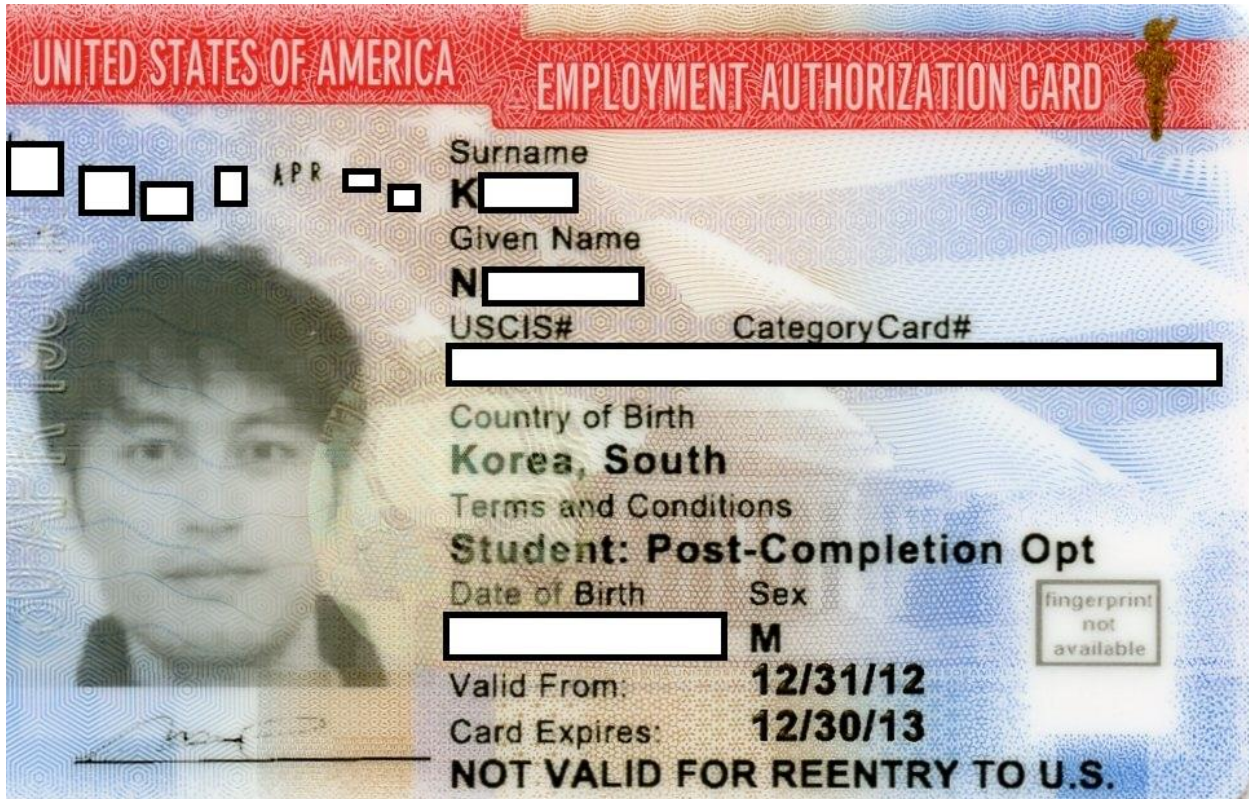 UNITED STATES OF AMERICA
EMPLOYMENT AUTHORIZATION CARD
APR
Surname
K
Given Name
N
USCIS# Category Card#
Country of Birth
Korea, South
Terms and Conditions
Student: Post-Completion Opt
Date of Birth Sex
M
fingerprint
not
available
Valid From: 12/31/12
Card Expires: 12/30/13
NOT VALID FOR REENTRY TO U.S.